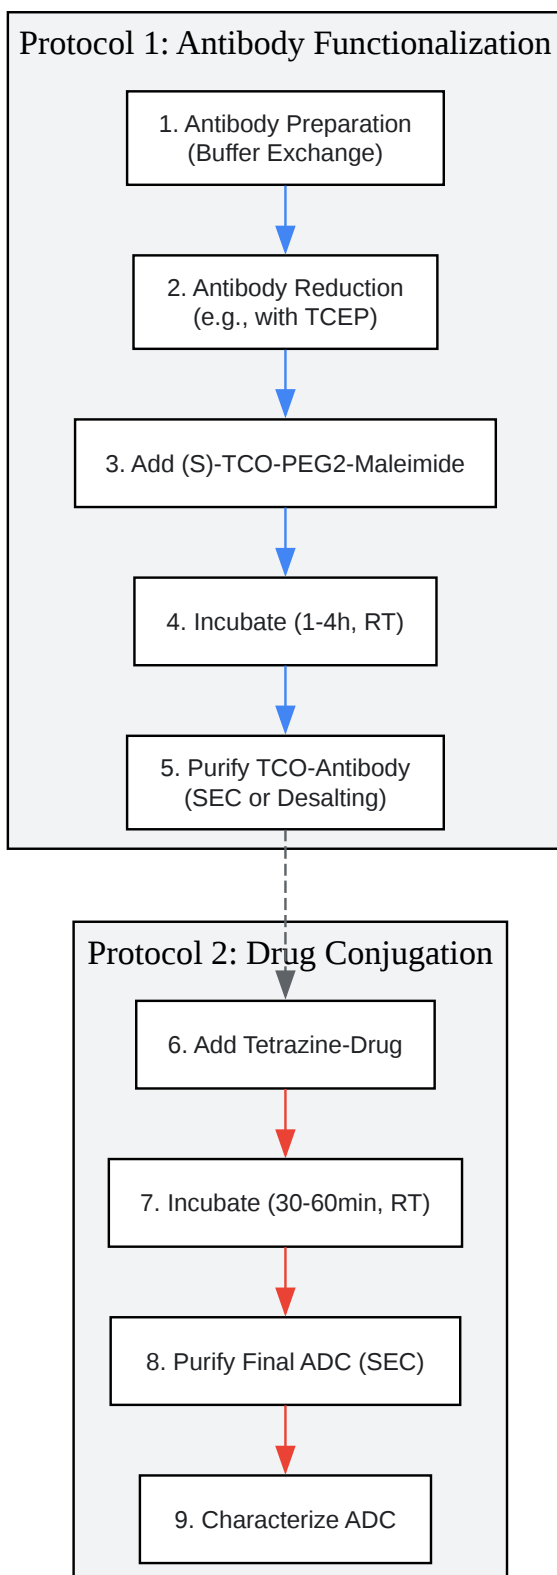 Protocol 1: Antibody Functionalization
1. Antibody Preparation
(Buffer Exchange)
2. Antibody Reduction
(e.g., with TCEP)
3. Add (S)-TCO-PEG2-Maleimide
4. Incubate (1-4h, RT)
5. Purify TCO-Antibody
(SEC or Desalting)
Protocol 2: Drug Conjugation
6. Add Tetrazine-Drug
7. Incubate (30-60min, RT)
8. Purify Final ADC (SEC)
9. Characterize ADC